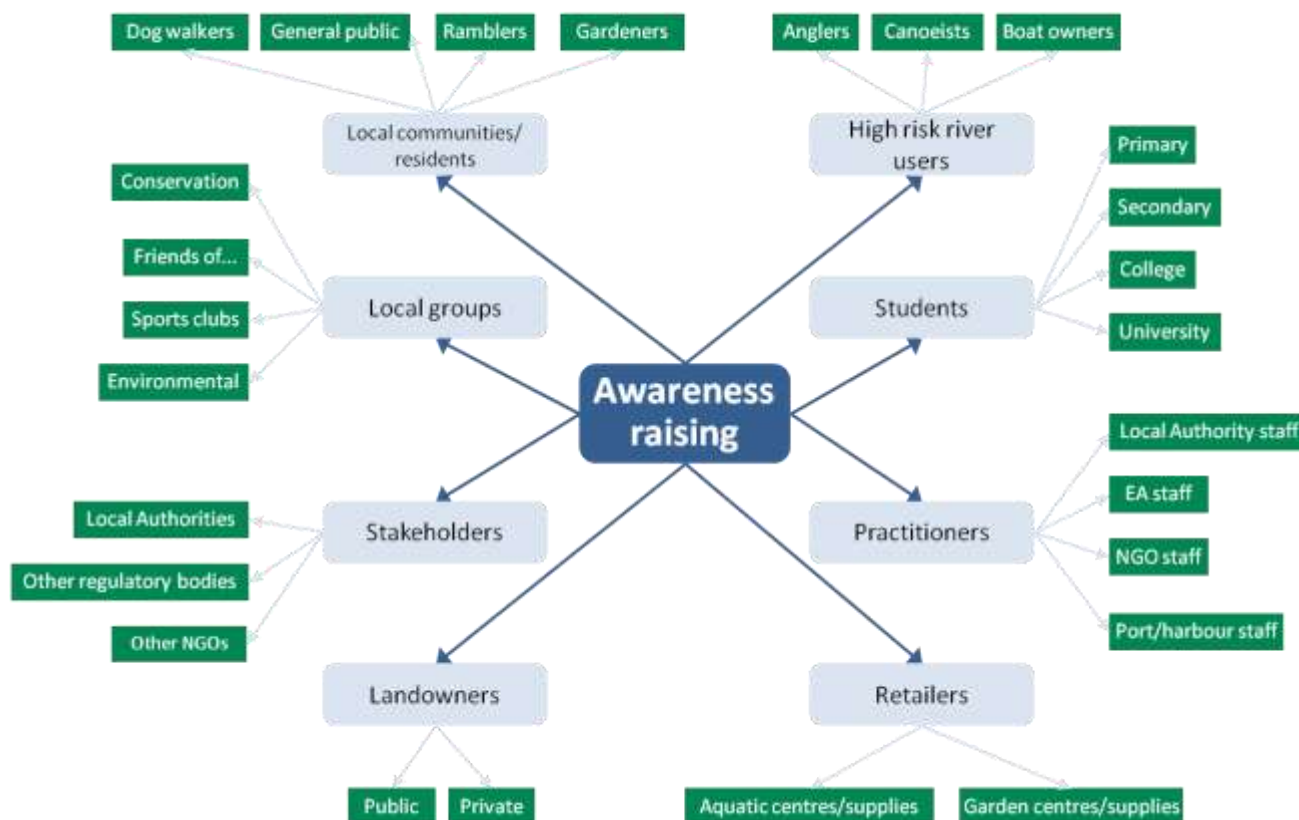 Dog walkers
General public
Ramblers
Gardeners
Anglers
Canoeists
Boat owners
Local communities/
residents
High risk river
users
Conservation
Friends of...
Sports clubs
Environmental
Local groups
Students
Primary
Secondary
College
University
Awareness
raising
Local Authorities
Other regulatory bodies
Other NGOs
Stakeholders
Practitioners
Local Authority staff
EA staff
NGO staff
Port/harbour staff
Landowners
Retailers
Public
Private
Aquatic centres/supplies
Garden centres/supplies